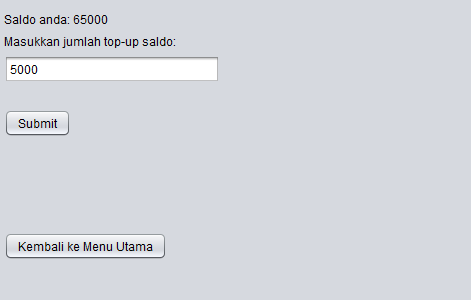 Saldo anda: 65000
Masukkan jumlah top-up saldo:
5000
Submit
Kembali ke Menu Utama